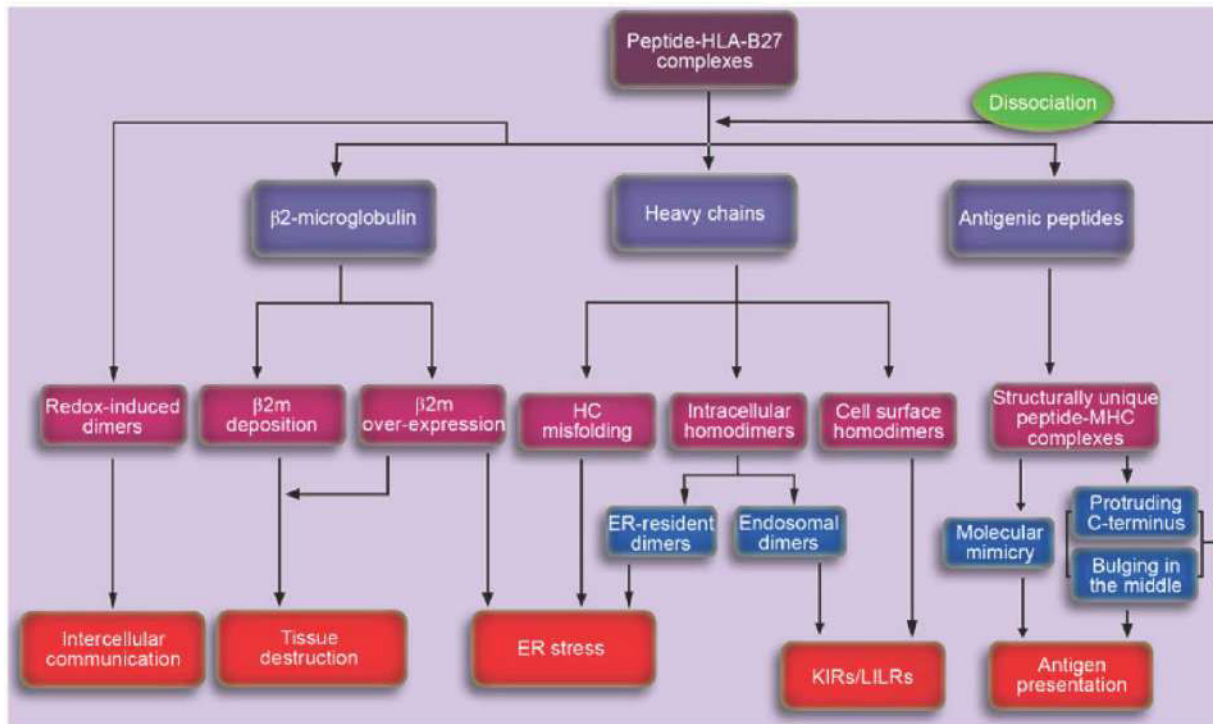 Peptide-HLA-B27
complexes
Dissociation
β2-microglobulin
Heavy chains
Antigenic peptides
Redox-induced
dimers
β2m
deposition
β2m
over-expression
HC
misfolding
Intracellular
homodimers
Cell surface
homodimers
Structurally unique
peptide-MHC
complexes
ER-resident
dimers
Endosomal
dimers
Molecular
mimicry
Protruding
C-terminus
Bulging in
the middle
Intercellular
communication
Tissue
destruction
ER stress
KIRs/LILRs
Antigen
presentation